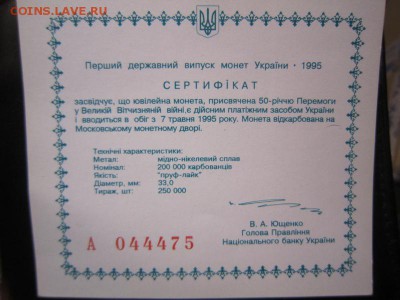 COINS.LAVE.RU
Перший державний випуск монет України · 1995
СЕРТИФІКАТ
засвідчує, що ювілейна монета, присвячена 50-річчю Перемоги
у Великій Вітчизняній війні,є дійсним платіжним засобом України
і вводиться в обіг з 7 травня 1995 року. Монета відкарбована на
Московському монетному дворі.
Технічні характеристики:
Метал: мідно-нікелевий сплав
Номінал: 200 000 карбованців
Якість: "пруф-лайк"
Діаметр, мм: 33,0
Тираж, шт: 250 000
В. А. Ющенко
Голова Правління
Національного банку України
А 044475